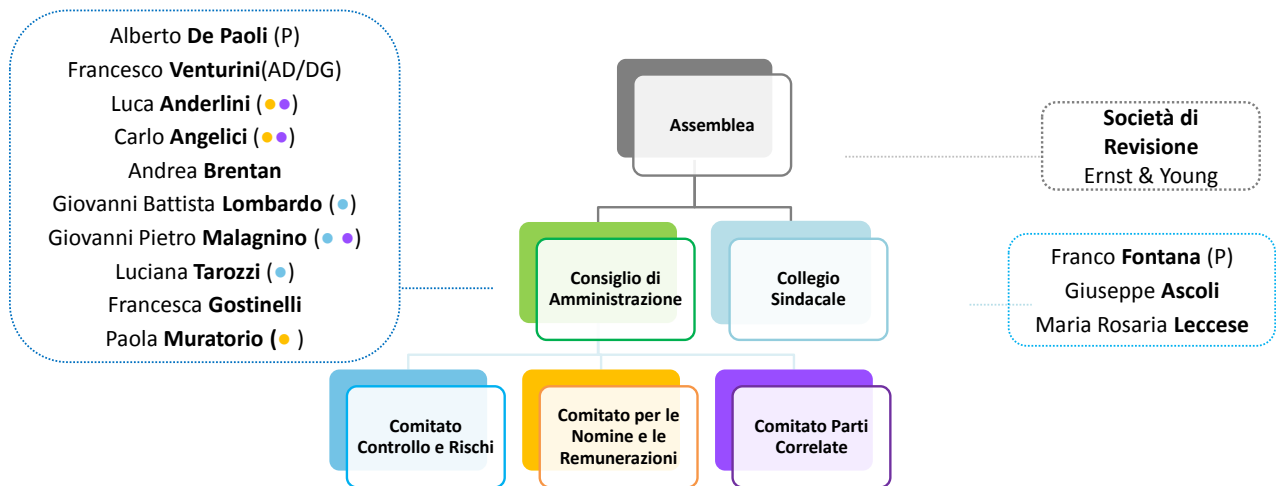 Alberto De Paoli (P)
Francesco Venturini(AD/DG)
Luca Anderlini (●●)
Carlo Angelici (●●)
Andrea Brentan
Giovanni Battista Lombardo (●)
Giovanni Pietro Malagnino (● ●)
Luciana Tarozzi (●)
Francesca Gostinelli
Paola Muratorio (● )
Assemblea
Società di
Revisione
Ernst & Young
Consiglio di
Amministrazione
Collegio
Sindacale
Franco Fontana (P)
Giuseppe Ascoli
Maria Rosaria Leccese
Comitato
Controllo e Rischi
Comitato per le
Nomine e le
Remunerazioni
Comitato Parti
Correlate